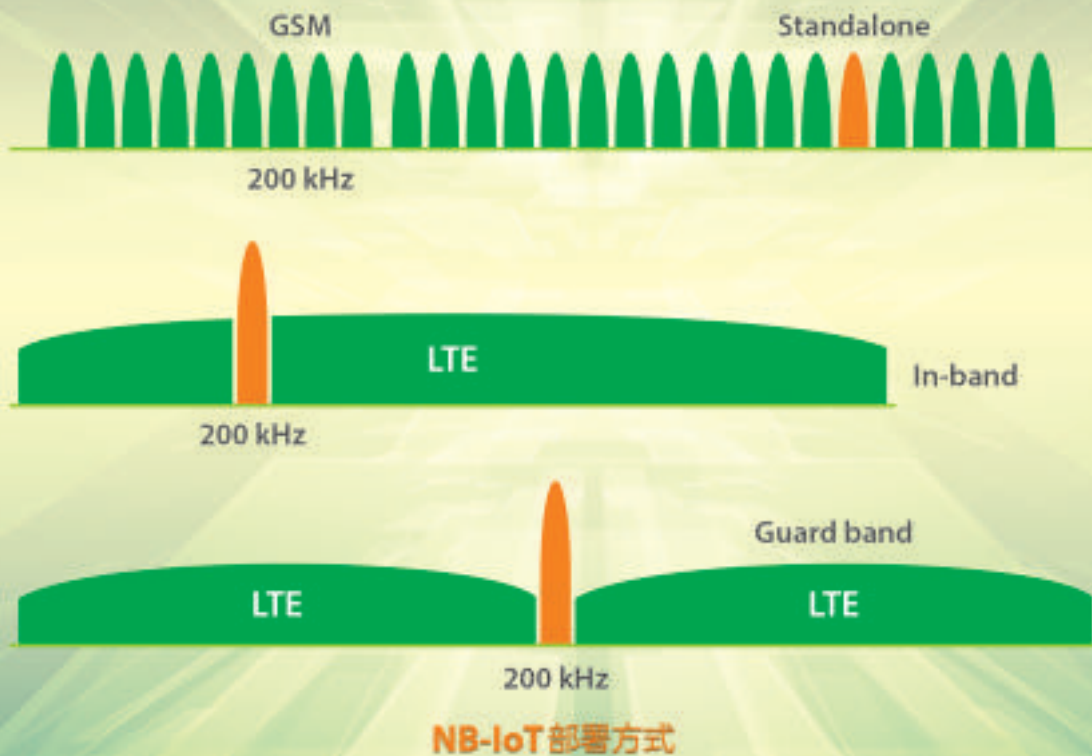 GSM
Standalone
200 kHz
LTE
In-band
200 kHz
Guard band
LTE
LTE
200 kHz
NB-IoT部署方式